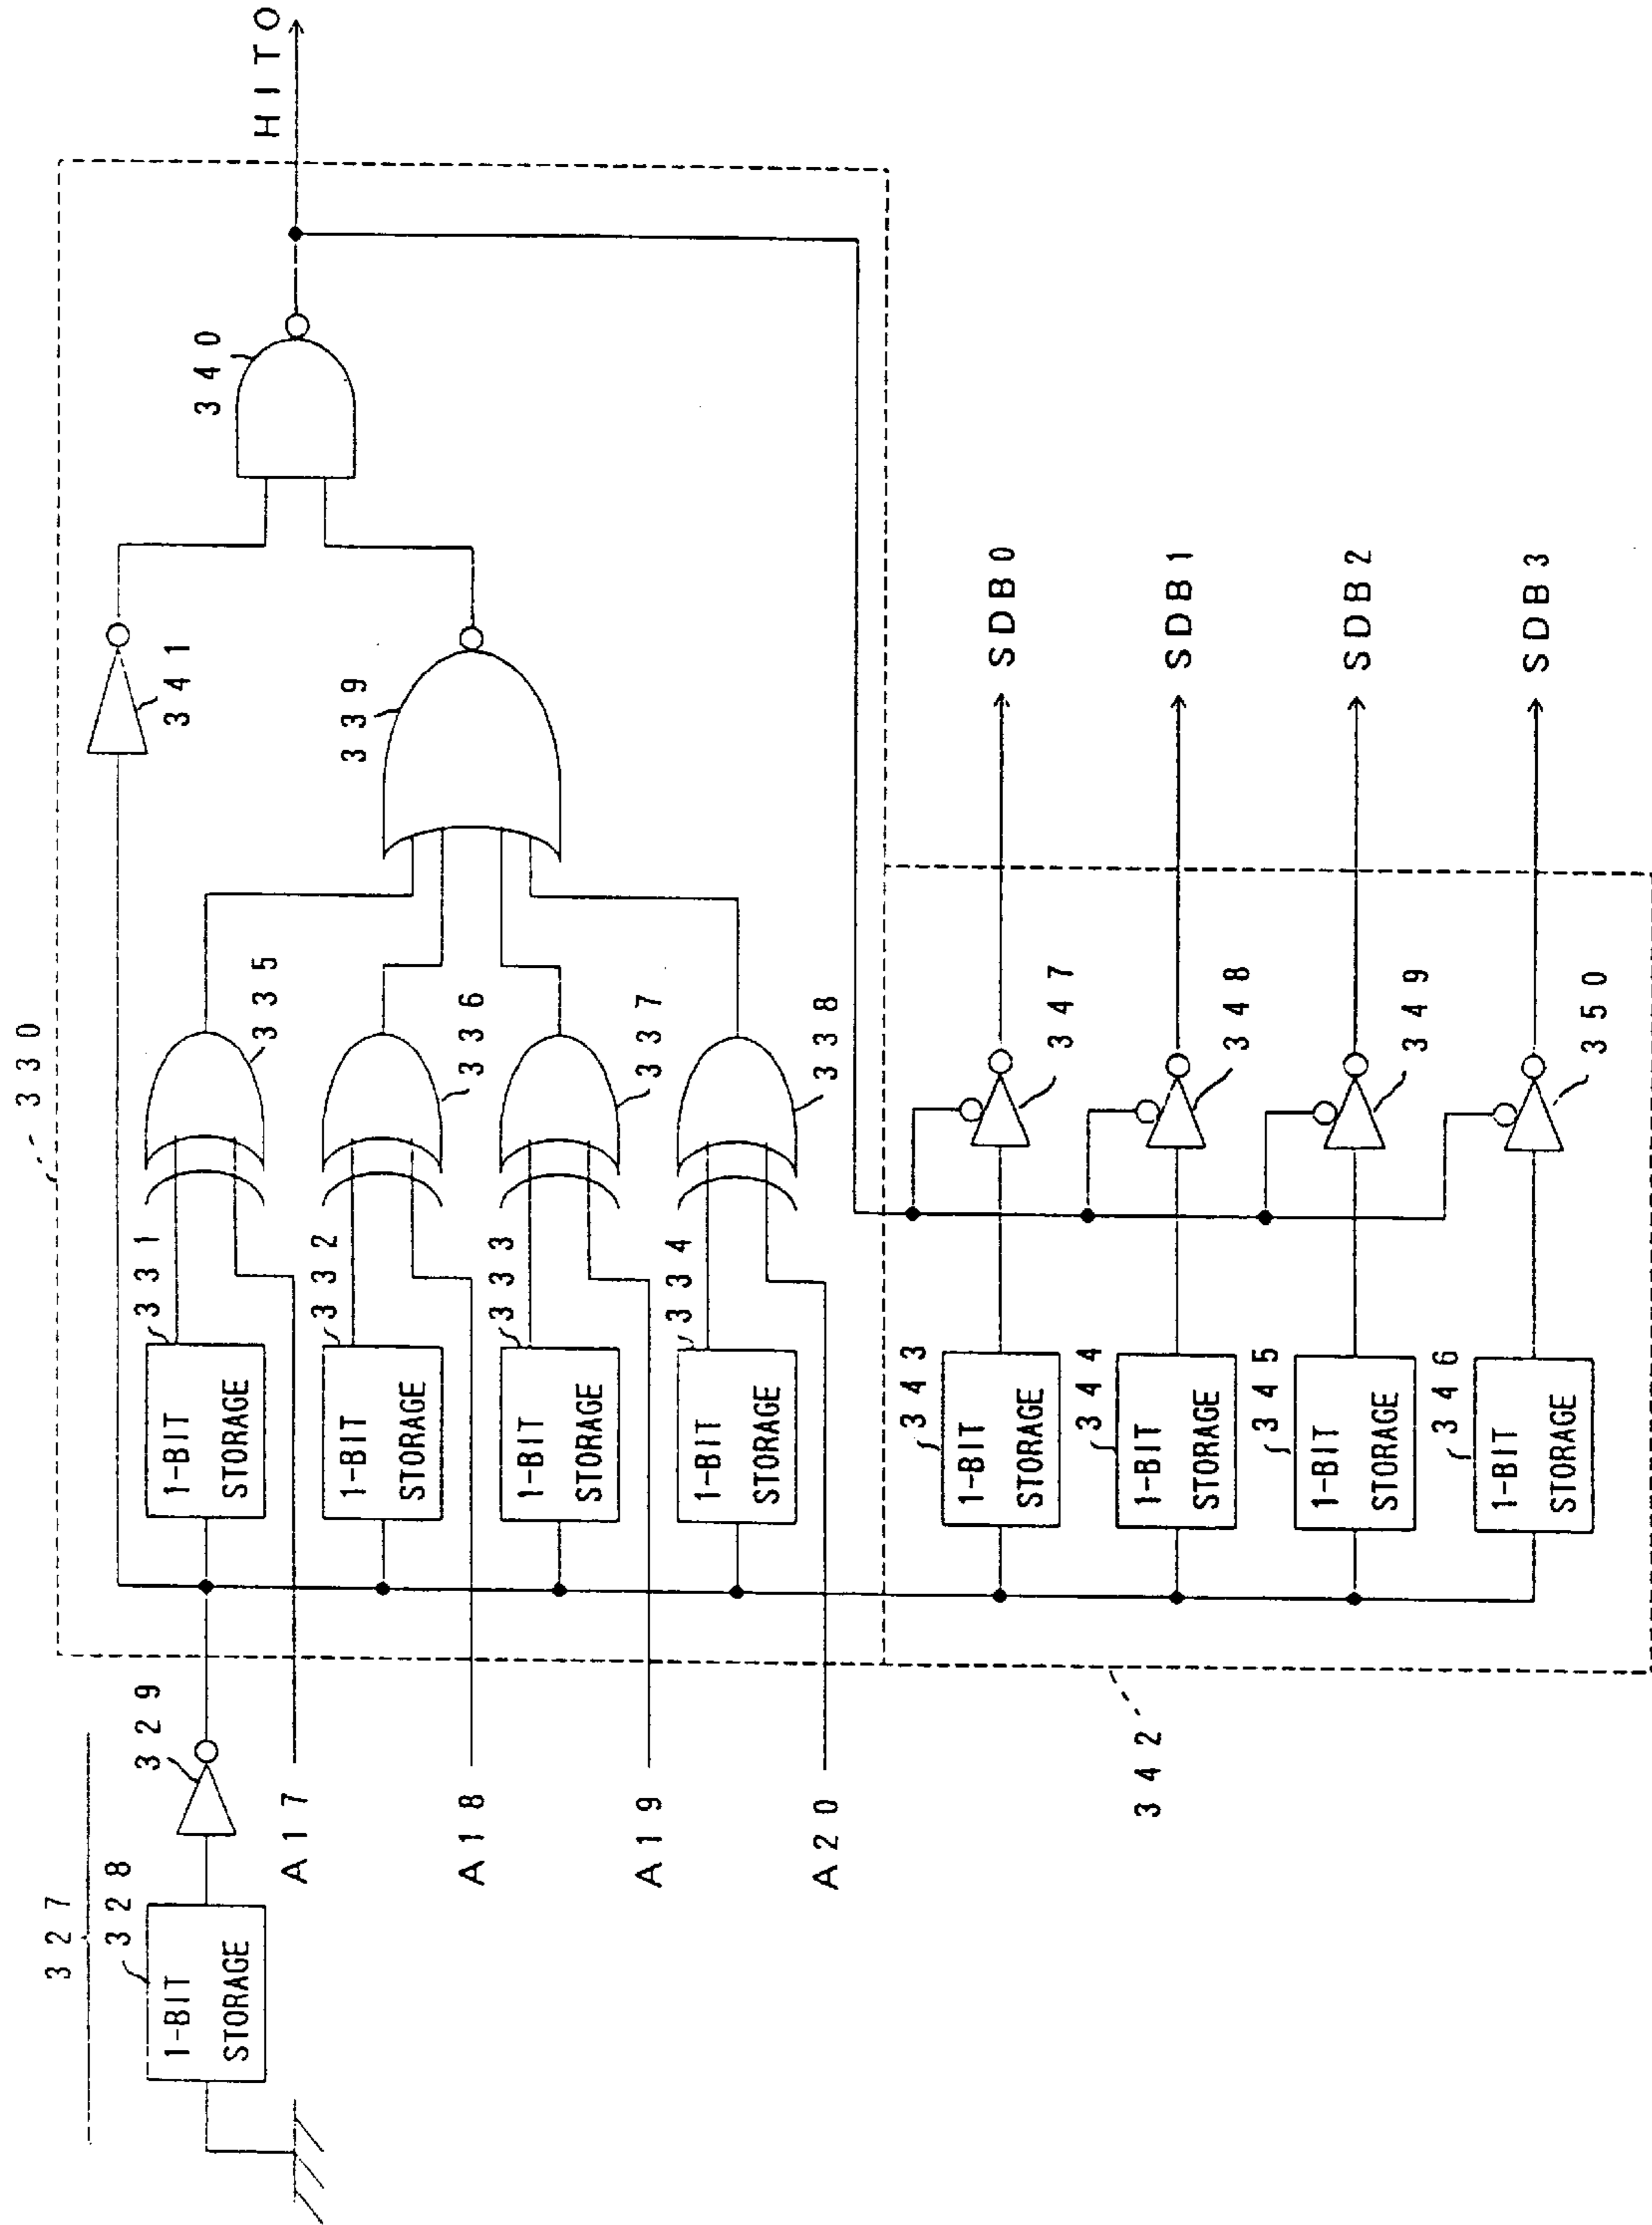 327
328
1-BIT
STORAGE
329
A17
A18
A19
A20
330
331
1-BIT
STORAGE
332
1-BIT
STORAGE
333
1-BIT
STORAGE
334
1-BIT
STORAGE
335
336
337
338
339
341
340
HIT0
342
343
1-BIT
STORAGE
344
1-BIT
STORAGE
345
1-BIT
STORAGE
346
1-BIT
STORAGE
347
348
349
350
SDB0
SDB1
SDB2
SDB3